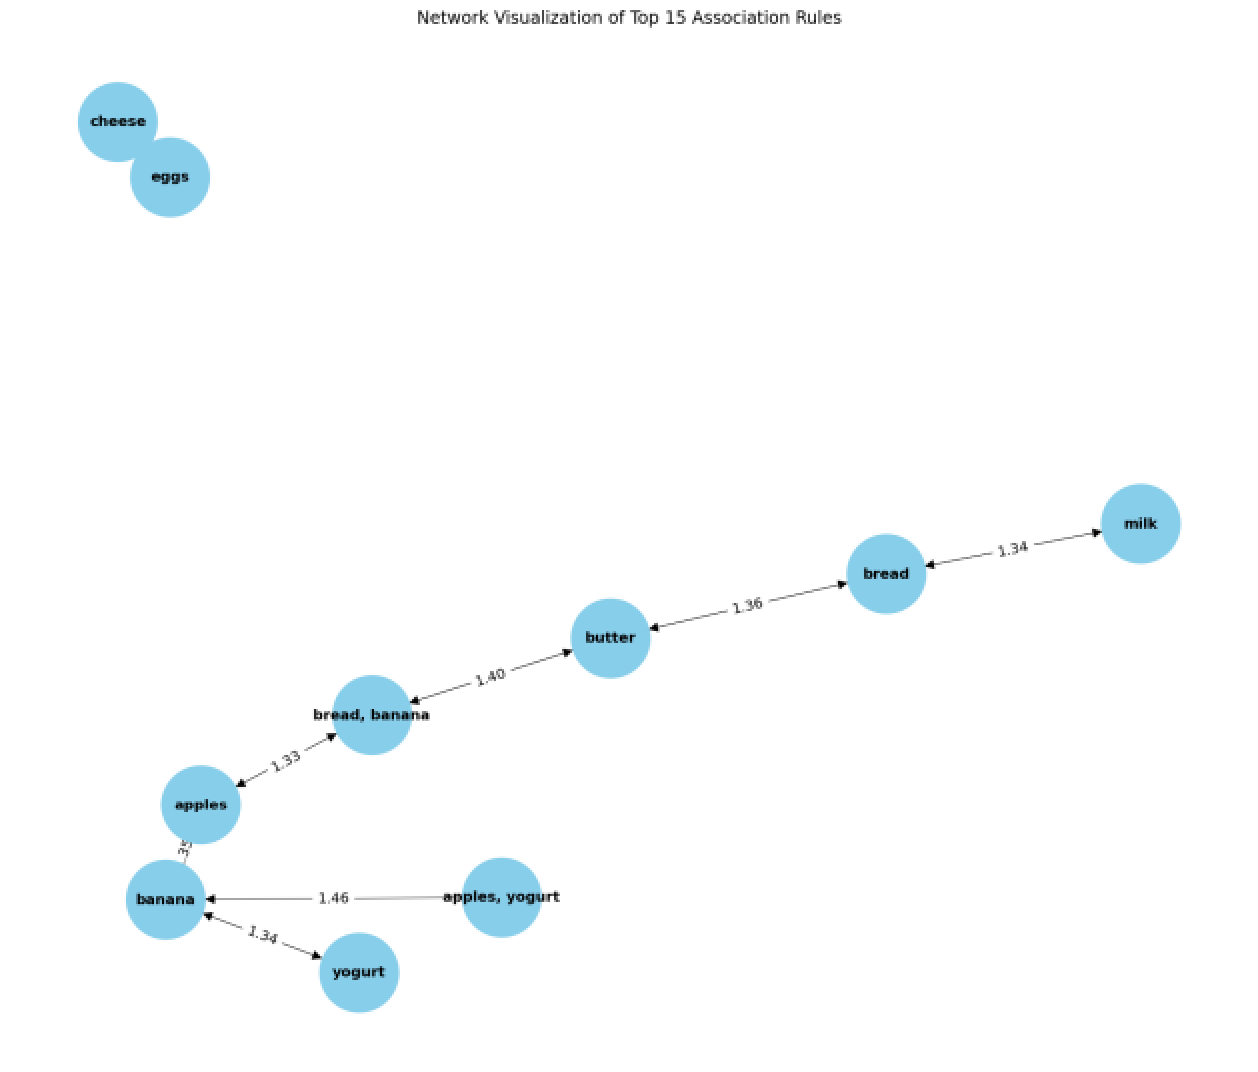 Network Visualization of Top 15 Association Rules
cheese
eggs
milk
1.34
bread
1.36
butter
1.40
bread, banana
1.33
apples
35
banana
1.46
apples, yogurt
1.34
yogurt